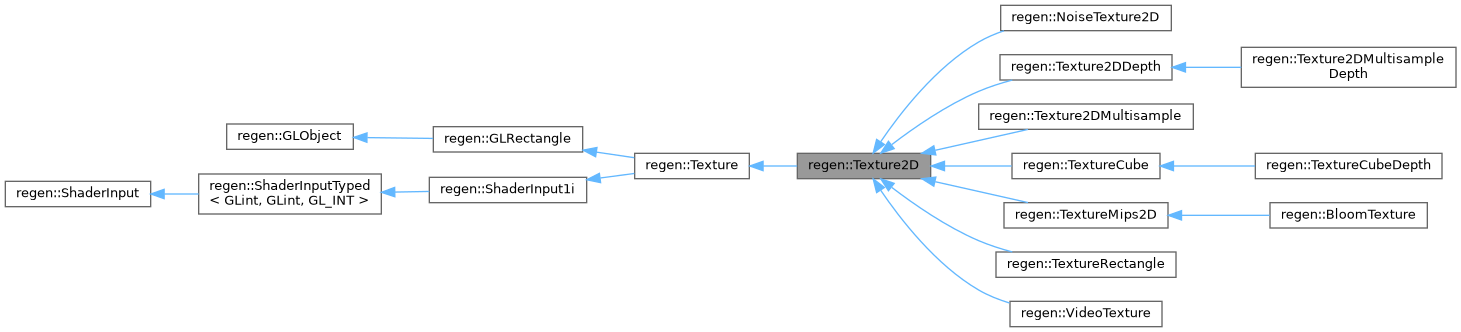 regen::NoiseTexture2D
regen::Texture2DDepth
regen::Texture2DMultisample
Depth
regen::Texture2DMultisample
regen::GLObject
regen::GLRectangle
regen::Texture
regen::Texture2D
regen::TextureCube
regen::TextureCubeDepth
regen::ShaderInput
regen::ShaderInputTyped
< GLint, GLint, GL_INT >
regen::ShaderInput1i
regen::TextureMips2D
regen::BloomTexture
regen::TextureRectangle
regen::VideoTexture